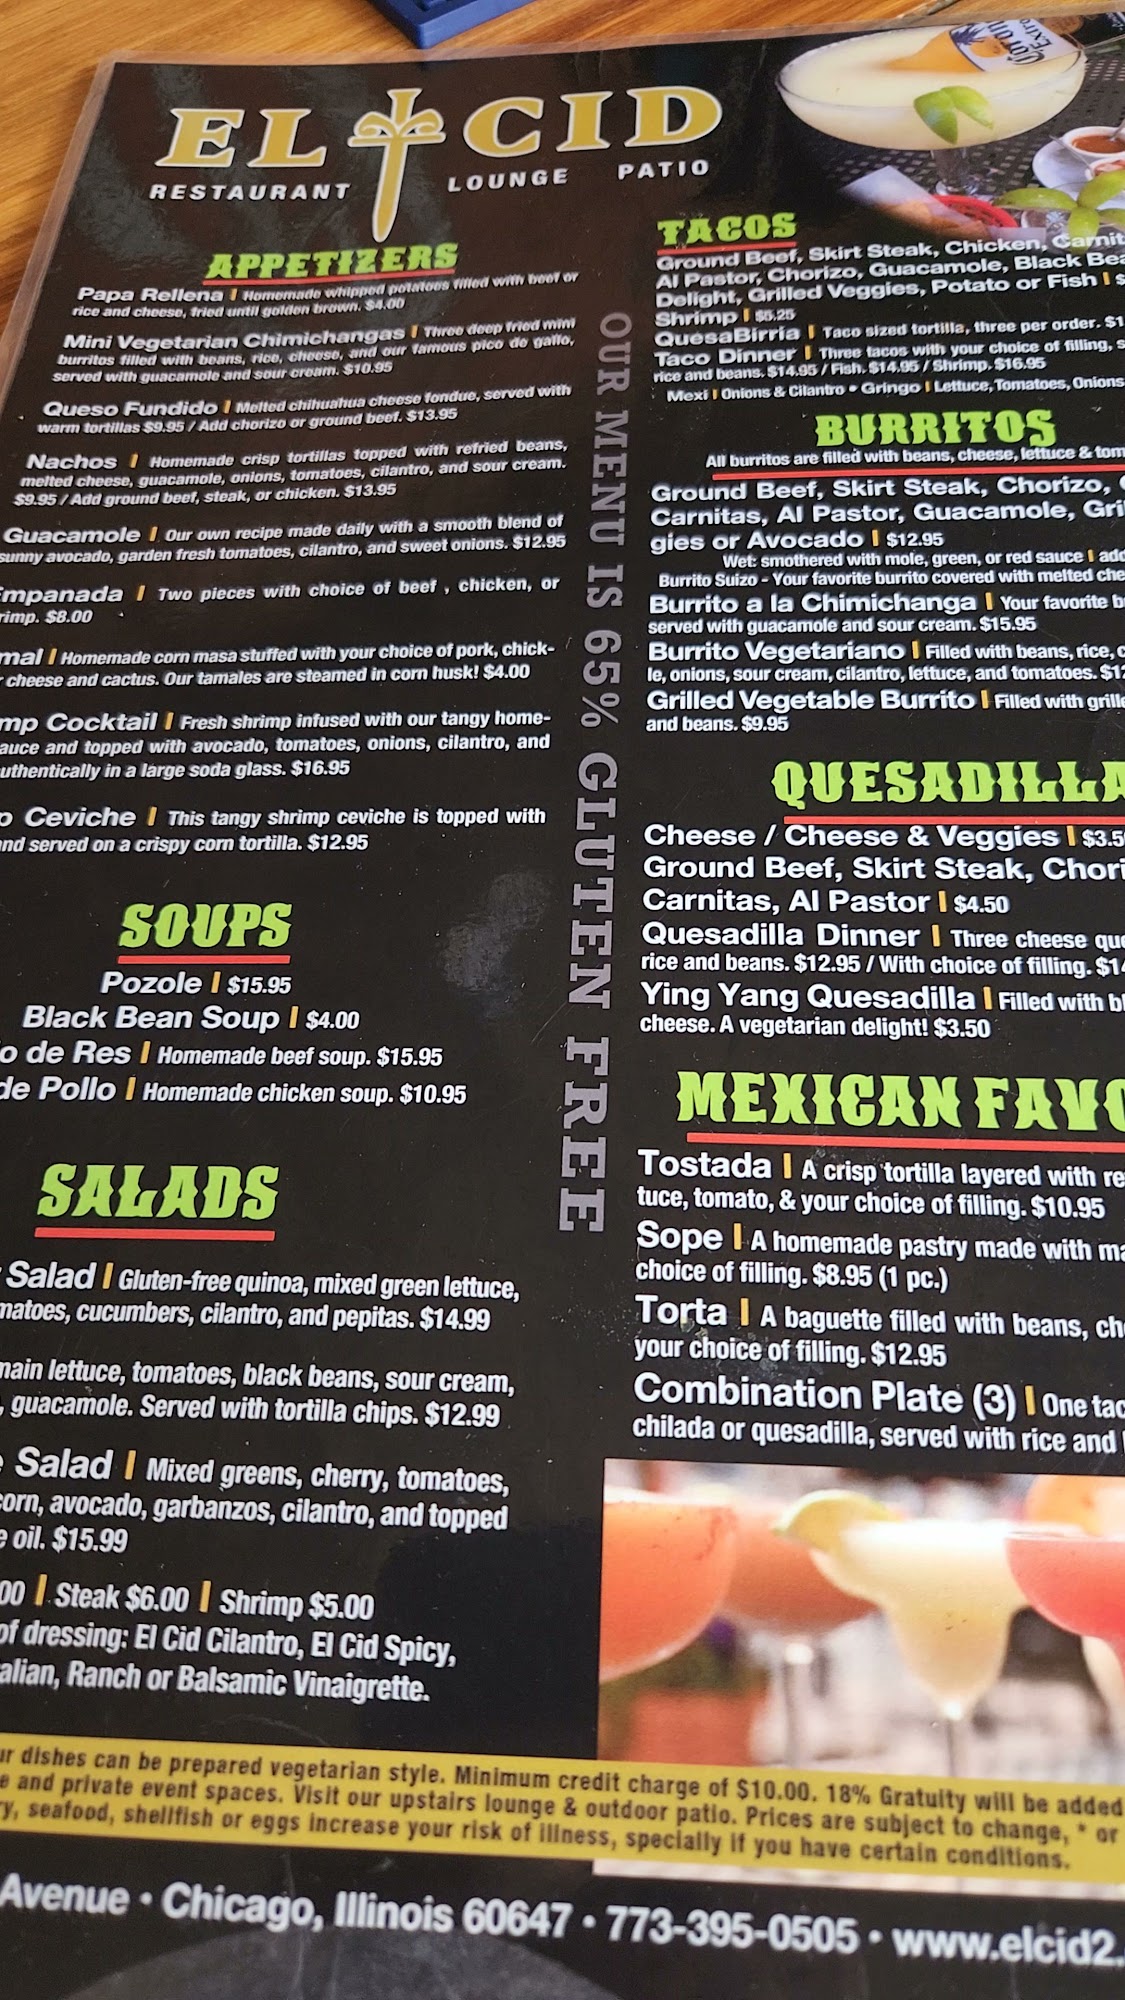 EL CID
RESTAURANT LOUNGE PATIO
APPETIZERS
Papa Rellena | Homemade whipped potatoes filled with beef or
rice and cheese, fried until golden brown. $4.00
Mini Vegetarian Chimichangas | Three deep fried mini
burritos filled with beans, rice, cheese, and our famous pico de gallo,
served with guacamole and sour cream. $10.95
Queso Fundido | Melted chihuahua cheese fondue, served with
warm tortillas $9.95 / Add chorizo or ground beef. $13.95
Nachos | Homemade crisp tortillas topped with refried beans,
melted cheese, guacamole, onions, tomatoes, cilantro, and sour cream.
$9.95 / Add ground beef, steak, or chicken. $13.95
Guacamole | Our own recipe made daily with a smooth blend of
sunny avocado, garden fresh tomatoes, cilantro, and sweet onions. $12.95
Empanada | Two pieces with choice of beef , chicken, or
rimp. $8.00
mal | Homemade corn masa stuffed with your choice of pork, chick-
cheese and cactus. Our tamales are steamed in corn husk! $4.00
mp Cocktail | Fresh shrimp infused with our tangy home-
auce and topped with avocado, tomatoes, onions, cilantro, and
uthentically in a large soda glass. $16.95
o Ceviche | This tangy shrimp ceviche is topped with
nd served on a crispy corn tortilla. $12.95
SOUPS
Pozole | $15.95
Black Bean Soup | $4.00
o de Res | Homemade beef soup. $15.95
de Pollo | Homemade chicken soup. $10.95
SALADS
Salad | Gluten-free quinoa, mixed green lettuce,
matoes, cucumbers, cilantro, and pepitas. $14.99
main lettuce, tomatoes, black beans, sour cream,
, guacamole. Served with tortilla chips. $12.99
e Salad | Mixed greens, cherry, tomatoes,
corn, avocado, garbanzos, cilantro, and topped
e oil. $15.99
00 | Steak $6.00 | Shrimp $5.00
of dressing: El Cid Cilantro, El Cid Spicy,
alian, Ranch or Balsamic Vinaigrette.
OUR MENU IS 65% GLUTEN FREE
Corona
Extra
TACOS
Ground Beef, Skirt Steak, Chicken, Carnit
Al Pastor, Chorizo, Guacamole, Black Bea
Delight, Grilled Veggies, Potato or Fish | $
Shrimp | $5.25
QuesaBirria | Taco sized tortilla, three per order. $1
Taco Dinner | Three tacos with your choice of filling, s
rice and beans. $14.95 / Fish. $14.95 / Shrimp. $16.95
Mexi | Onions & Cilantro • Gringo | Lettuce, Tomatoes, Onions
BURRITOS
All burritos are filled with beans, cheese, lettuce & tom
Ground Beef, Skirt Steak, Chorizo,
Carnitas, Al Pastor, Guacamole, Gril
gies or Avocado | $12.95
Wet: smothered with mole, green, or red sauce | add
Burrito Suizo - Your favorite burrito covered with melted che
Burrito a la Chimichanga | Your favorite b
served with guacamole and sour cream. $15.95
Burrito Vegetariano | Filled with beans, rice, c
le, onions, sour cream, cilantro, lettuce, and tomatoes. $12
Grilled Vegetable Burrito | Filled with grille
and beans. $9.95
QUESADILLA
Cheese / Cheese & Veggies | $3.5
Ground Beef, Skirt Steak, Chori
Carnitas, Al Pastor | $4.50
Quesadilla Dinner | Three cheese que
rice and beans. $12.95 / With choice of filling. $14
Ying Yang Quesadilla | Filled with bl
cheese. A vegetarian delight! $3.50
MEXICAN FAVO
Tostada | A crisp tortilla layered with re
tuce, tomato, & your choice of filling. $10.95
Sope | A homemade pastry made with ma
choice of filling. $8.95 (1 pc.)
Torta | A baguette filled with beans, che
your choice of filling. $12.95
Combination Plate (3) | One tac
chilada or quesadilla, served with rice and
ur dishes can be prepared vegetarian style. Minimum credit charge of $10.00. 18% Gratuity will be added
e and private event spaces. Visit our upstairs lounge & outdoor patio. Prices are subject to change, * or
ry, seafood, shellfish or eggs increase your risk of illness, specially if you have certain conditions.
Avenue • Chicago, Illinois 60647 • 773-395-0505 • www.elcid2.